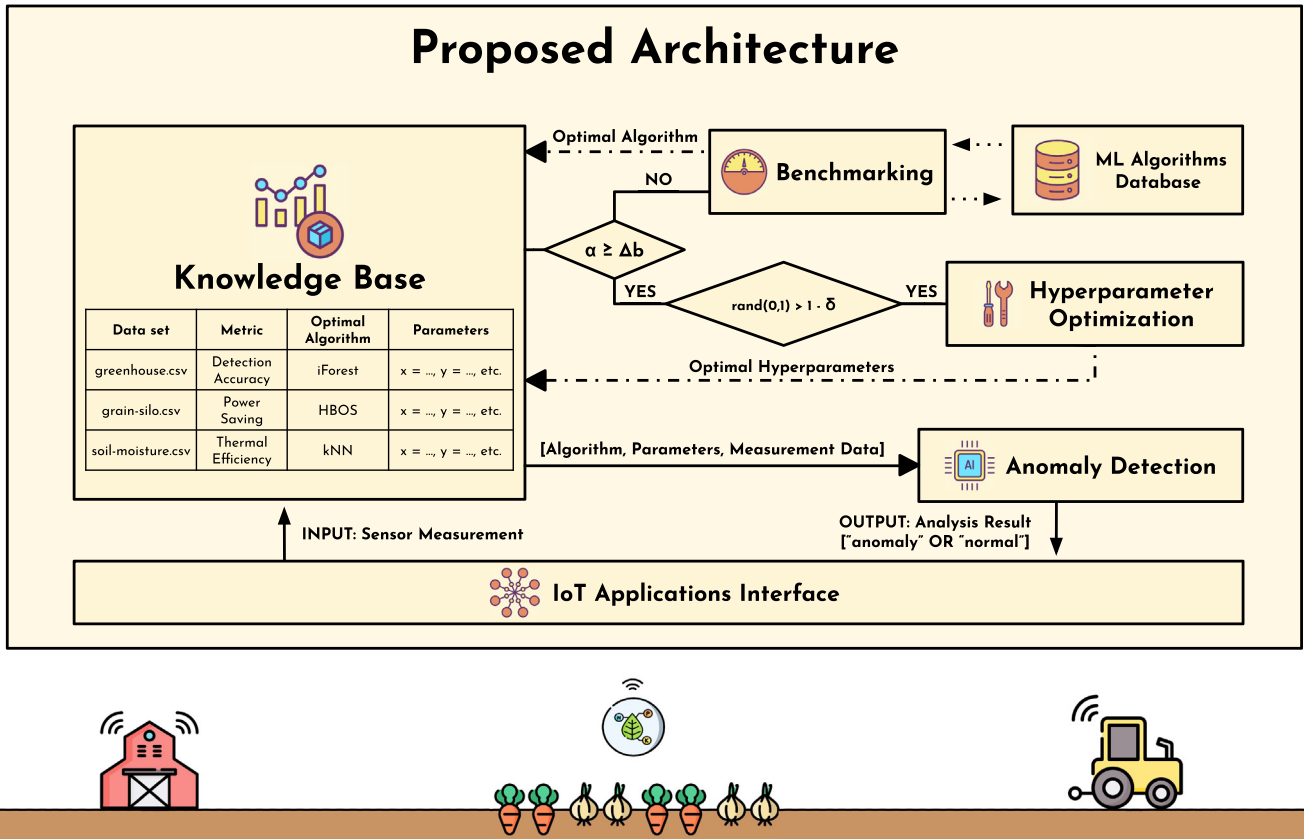 Proposed Architecture
Optimal Algorithm
Benchmarking
ML Algorithms
Database
NO
α ≥ Δb
YES
rand(0,1) > 1 - δ
YES
Hyperparameter
Optimization
Optimal Hyperparameters
Knowledge Base
Data set
Metric
Optimal
Algorithm
Parameters
greenhouse.csv
Detection
Accuracy
iForest
x = ..., y = ..., etc.
grain-silo.csv
Power
Saving
HBOS
x = ..., y = ..., etc.
soil-moisture.csv
Thermal
Efficiency
kNN
x = ..., y = ..., etc.
[Algorithm, Parameters, Measurement Data]
AI
Anomaly Detection
INPUT: Sensor Measurement
OUTPUT: Analysis Result
["anomaly" OR "normal"]
IoT Applications Interface
N
P
K